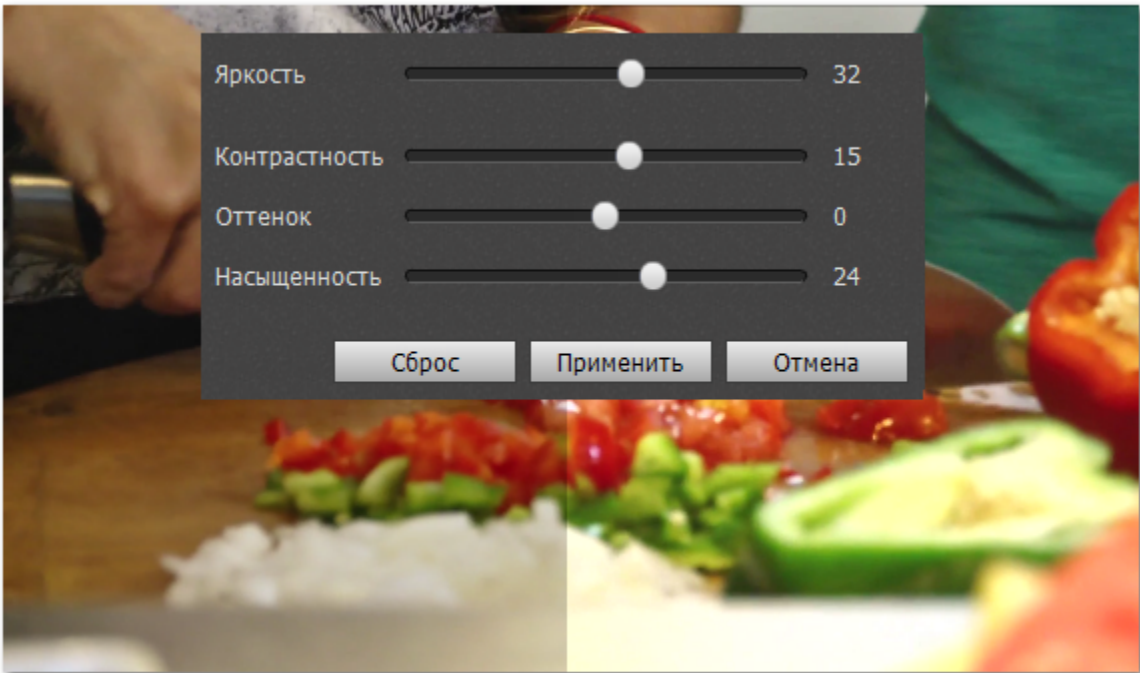 Яркость 32
Контрастность 15
Оттенок 0
Насыщенность 24
Сброс Применить Отмена